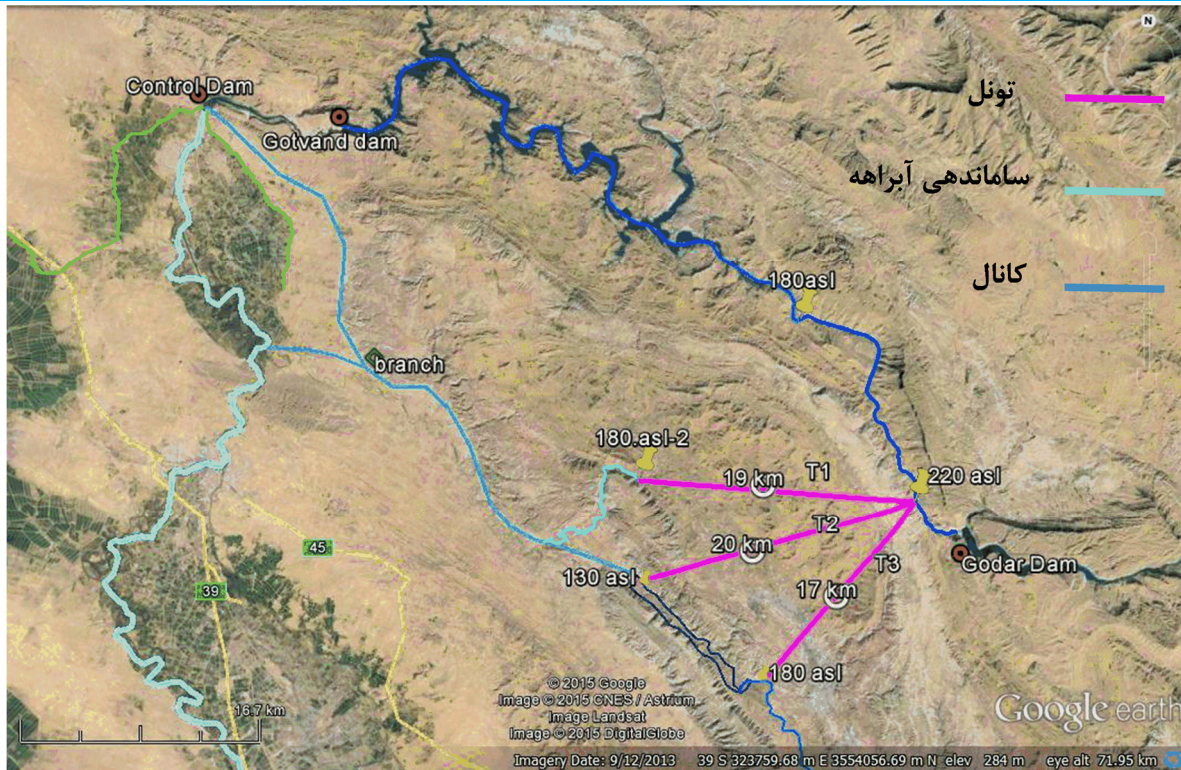 N
Control Dam
تونل
Gotvand dam
ساماندهی آبراهه
کانال
180asl
branch
180.asl-2
19 km
T1
220 asl
T2
20 km
45
Godar Dam
T3
130 asl
39
17 km
180 asl
© 2015 Google
Image © 2015 CNES / Astrium
Image Landsat
Image © 2015 DigitalGlobe
16.7 km
Google earth
Imagery Date: 9/12/2013 39 S 323759.68 m E 3554056.69 m N elev 284 m eye alt 71.95 km